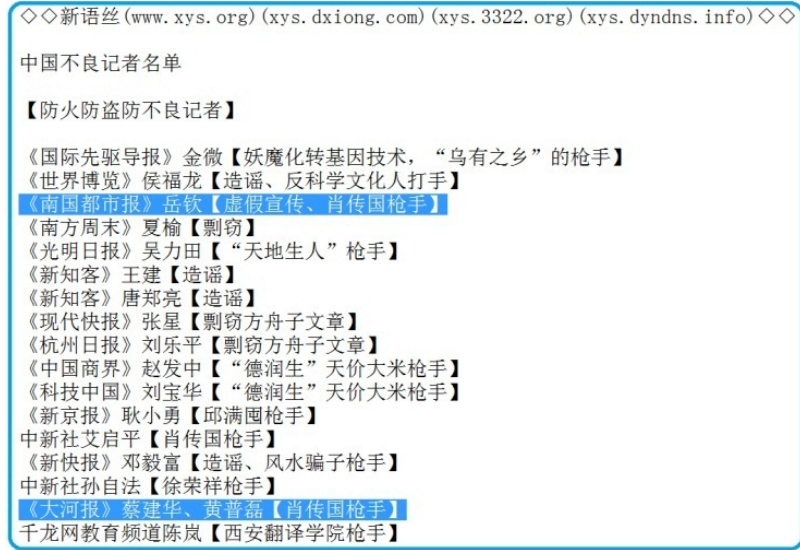 ◇◇新语丝(www.xys.org)(xys.dxiong.com)(xys.3322.org)(xys.dyndns.info)◇◇
中国不良记者名单
【防火防盗防不良记者】
《国际先驱导报》金微【妖魔化转基因技术，“乌有之乡”的枪手】
《世界博览》侯福龙【造谣、反科学文化人打手】
《南国都市报》岳钦【虚假宣传、肖传国枪手】
《南方周末》夏榆【剽窃】
《光明日报》吴力田【“天地生人”枪手】
《新知客》王建【造谣】
《新知客》唐郑亮【造谣】
《现代快报》张星【剽窃方舟子文章】
《杭州日报》刘乐平【剽窃方舟子文章】
《中国商界》赵发中【“德润生”天价大米枪手】
《科技中国》刘宝华【“德润生”天价大米枪手】
《新京报》耿小勇【邱满囤枪手】
中新社艾启平【肖传国枪手】
《新快报》邓毅富【造谣、风水骗子枪手】
中新社孙自法【徐荣祥枪手】
《大河报》蔡建华、黄普磊【肖传国枪手】
千龙网教育频道陈岚【西安翻译学院枪手】